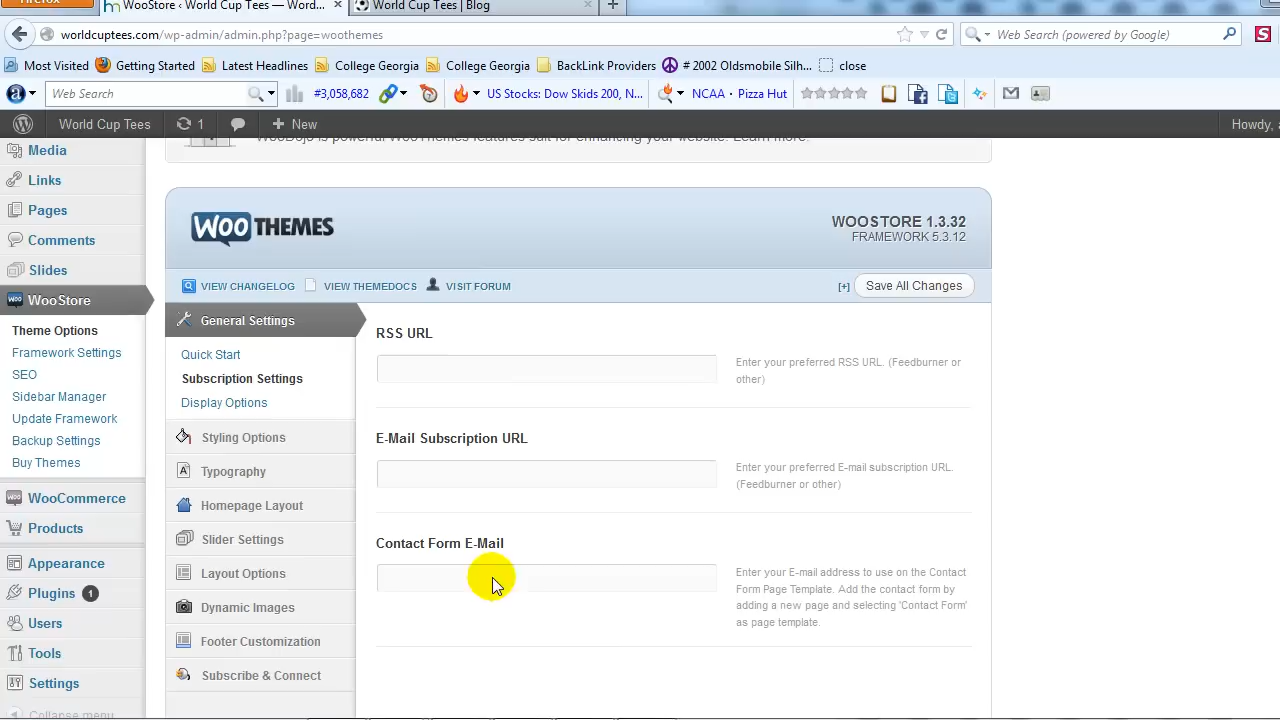 Firefox
WooStore ‹ World Cup Tees — Word...
World Cup Tees | Blog
worldcuptees.com/wp-admin/admin.php?page=woothemes
Web Search (powered by Google)
S
Most Visited
Getting Started
Latest Headlines
College Georgia
College Georgia
BackLink Providers
# 2002 Oldsmobile Silh...
close
a
Web Search
#3,058,682
US Stocks: Dow Skids 200, N...
NCAA • Pizza Hut
World Cup Tees
1
New
Howdy, a
WooDojo is powerful WooThemes features suit for enhancing your website. Learn more.
Media
Links
Pages
Comments
Slides
WooStore
Theme Options
Framework Settings
SEO
Sidebar Manager
Update Framework
Backup Settings
Buy Themes
WooCommerce
Products
Appearance
Plugins 1
Users
Tools
Settings
Collapse menu
WOO THEMES
WOOSTORE 1.3.32
FRAMEWORK 5.3.12
VIEW CHANGELOG
VIEW THEMEDOCS
VISIT FORUM
[+]
Save All Changes
General Settings
Quick Start
Subscription Settings
Display Options
Styling Options
Typography
Homepage Layout
Slider Settings
Layout Options
Dynamic Images
Footer Customization
Subscribe & Connect
RSS URL
Enter your preferred RSS URL. (Feedburner or
other)
E-Mail Subscription URL
Enter your preferred E-mail subscription URL.
(Feedburner or other)
Contact Form E-Mail
Enter your E-mail address to use on the Contact
Form Page Template. Add the contact form by
adding a new page and selecting 'Contact Form'
as page template.